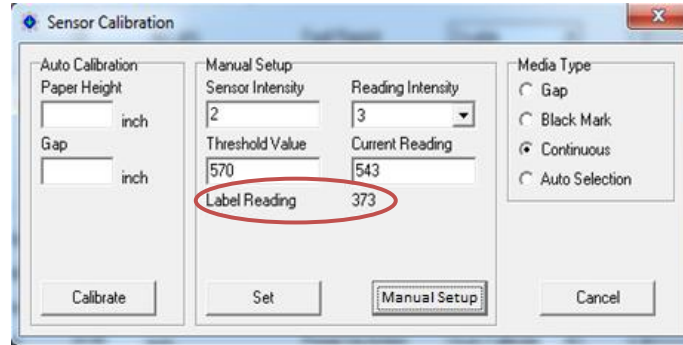 Sensor Calibration
Auto Calibration
Paper Height
inch
Gap
inch
Calibrate
Manual Setup
Sensor Intensity Reading Intensity
2 3
Threshold Value Current Reading
570 543
Label Reading 373
Set Manual Setup
Media Type
Gap
Black Mark
Continuous
Auto Selection
Cancel